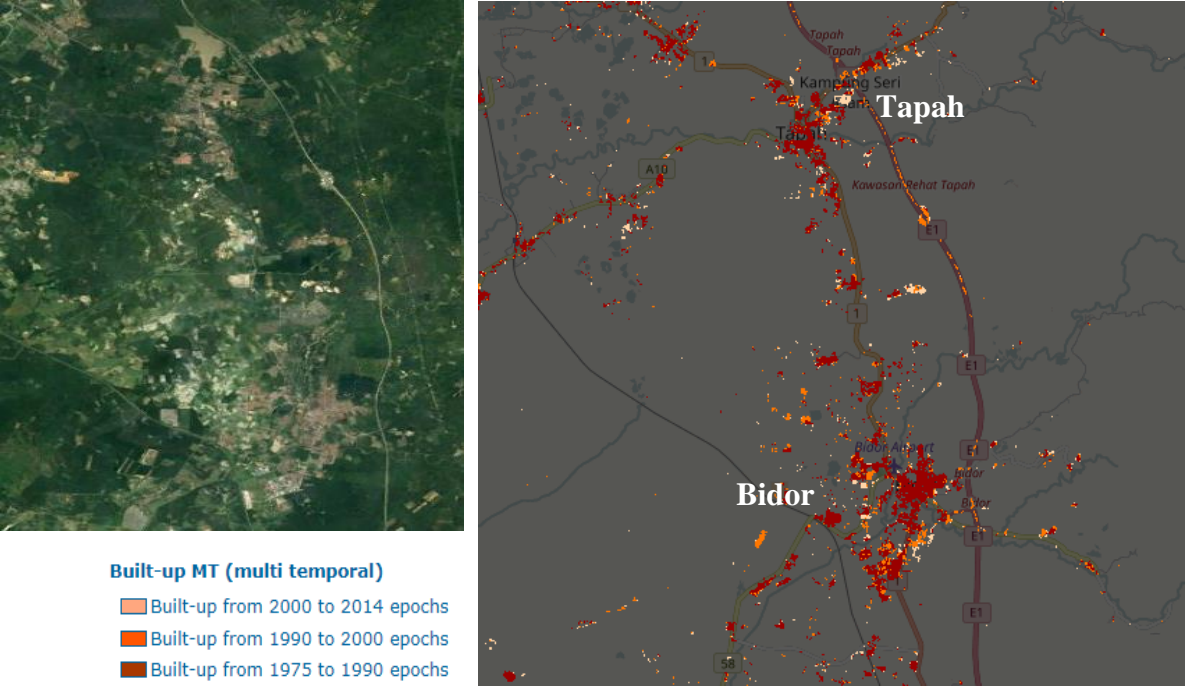 Tapah
Tapah
1
Kampung Seri
Tapah
A10
Kawasan Rehat Tapah
E1
1
E1
Bidor Airport
E1
Bidor
Bidor
Bidor
E1
E1
58
Built-up MT (multi temporal)
Built-up from 2000 to 2014 epochs
Built-up from 1990 to 2000 epochs
Built-up from 1975 to 1990 epochs